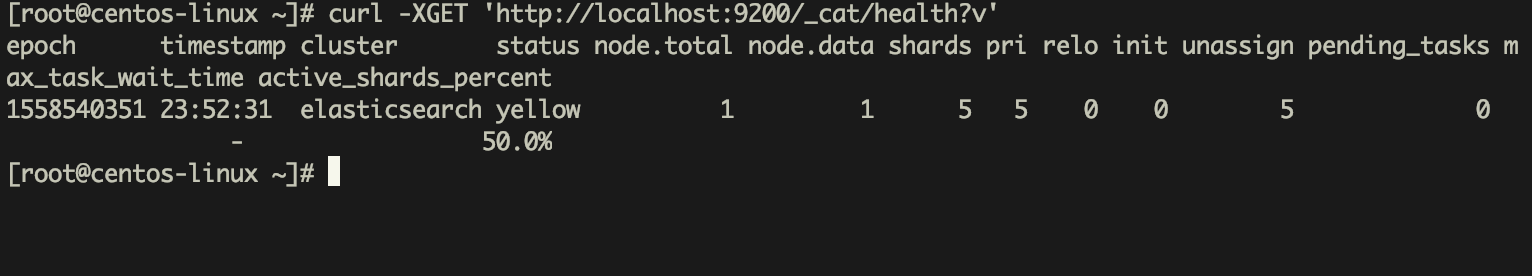 [root@centos-linux ~]# curl -XGET 'http://localhost:9200/_cat/health?v'
epoch      timestamp cluster       status node.total node.data shards pri relo init unassign pending_tasks m
ax_task_wait_time active_shards_percent
1558540351 23:52:31  elasticsearch yellow          1         1      5   5    0    0        5             0
                -                 50.0%
[root@centos-linux ~]#